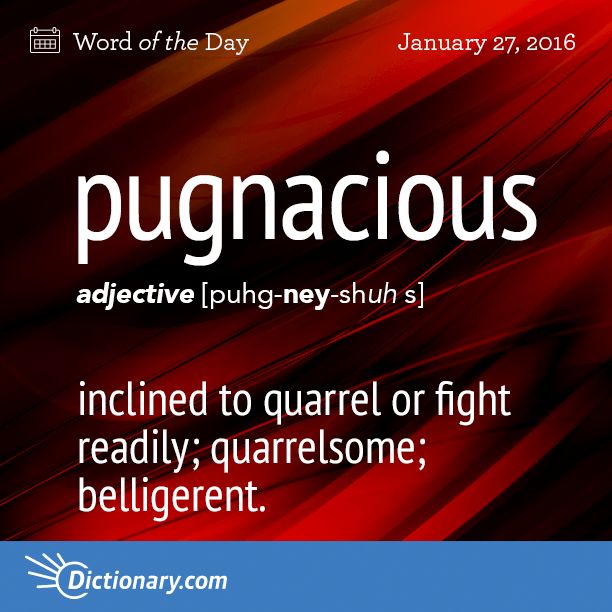 Word of the Day
January 27, 2016
pugnacious
adjective [puhg-ney-shuh s]
inclined to quarrel or fight
readily; quarrelsome;
belligerent.
Dictionary.com